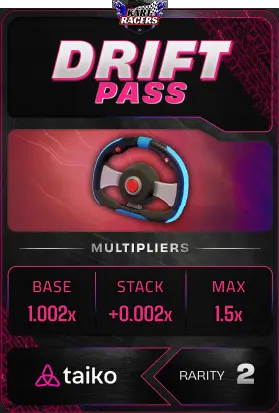 RACERS
DRIFT
PASS
MULTIPLIERS
BASE STACK MAX
1.002x +0.002x 1.5x
taiko RARITY 2